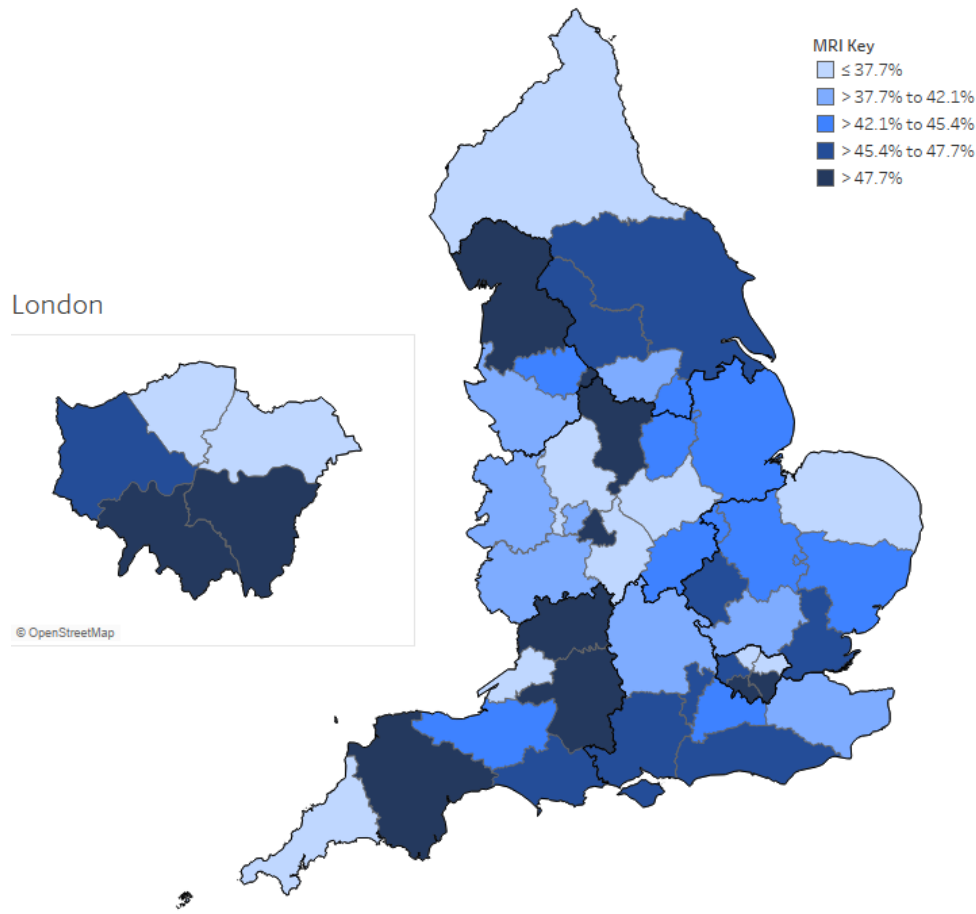 MRI Key
≤ 37.7%
> 37.7% to 42.1%
> 42.1% to 45.4%
> 45.4% to 47.7%
> 47.7%
London
© OpenStreetMap